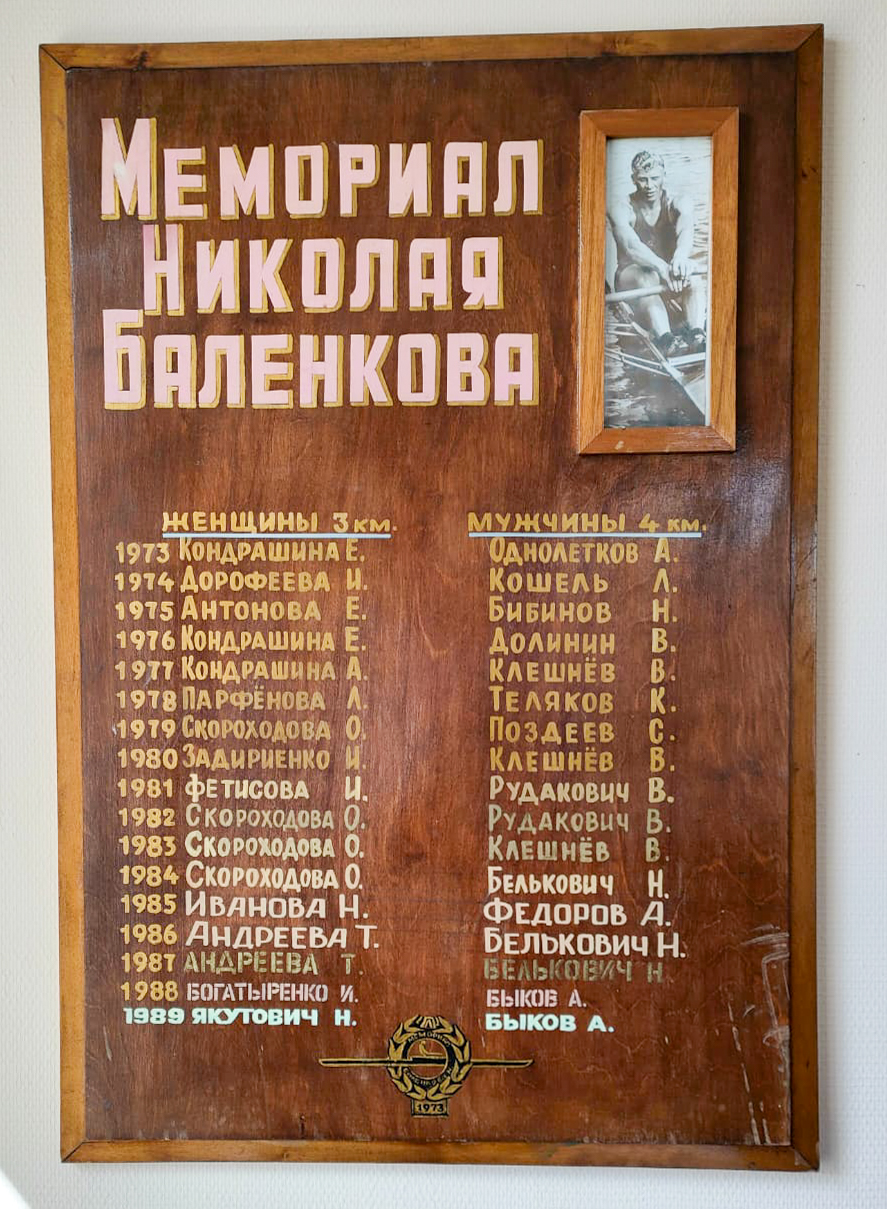 МЕМОРИАЛ
НИКОЛАЯ
БАЛЕНКОВА
ЖЕНЩИНЫ 3 КМ. МУЖЧИНЫ 4 КМ.
1973 КОНДРАШИНА Е. ОДНОЛЕТКОВ А.
1974 ДОРОФЕЕВА И. КОШЕЛЬ Л.
1975 АНТОНОВА Е. БИБИНОВ Н.
1976 КОНДРАШИНА Е. ДОЛИНИН В.
1977 КОНДРАШИНА А. КЛЕШНЁВ В.
1978 ПАРФЁНОВА Л. ТЕЛЯКОВ К.
1979 СКОРОХОДОВА О. ПОЗДЕЕВ С.
1980 ЗАДИРИЕНКО И. КЛЕШНЁВ В.
1981 ФЕТИСОВА И. РУДАКОВИЧ В.
1982 СКОРОХОДОВА О. РУДАКОВИЧ В.
1983 СКОРОХОДОВА О. КЛЕШНЁВ В.
1984 СКОРОХОДОВА О. БЕЛЬКОВИЧ Н.
1985 ИВАНОВА Н. ФЕДОРОВ А.
1986 АНДРЕЕВА Т. БЕЛЬКОВИЧ Н.
1987 АНДРЕЕВА Т. БЕЛЬКОВИЧ Н.
1988 БОГАТЫРЕНКО И. БЫКОВ А.
1989 ЯКУТОВИЧ Н. БЫКОВ А.
МЕМОРИАЛ
1973